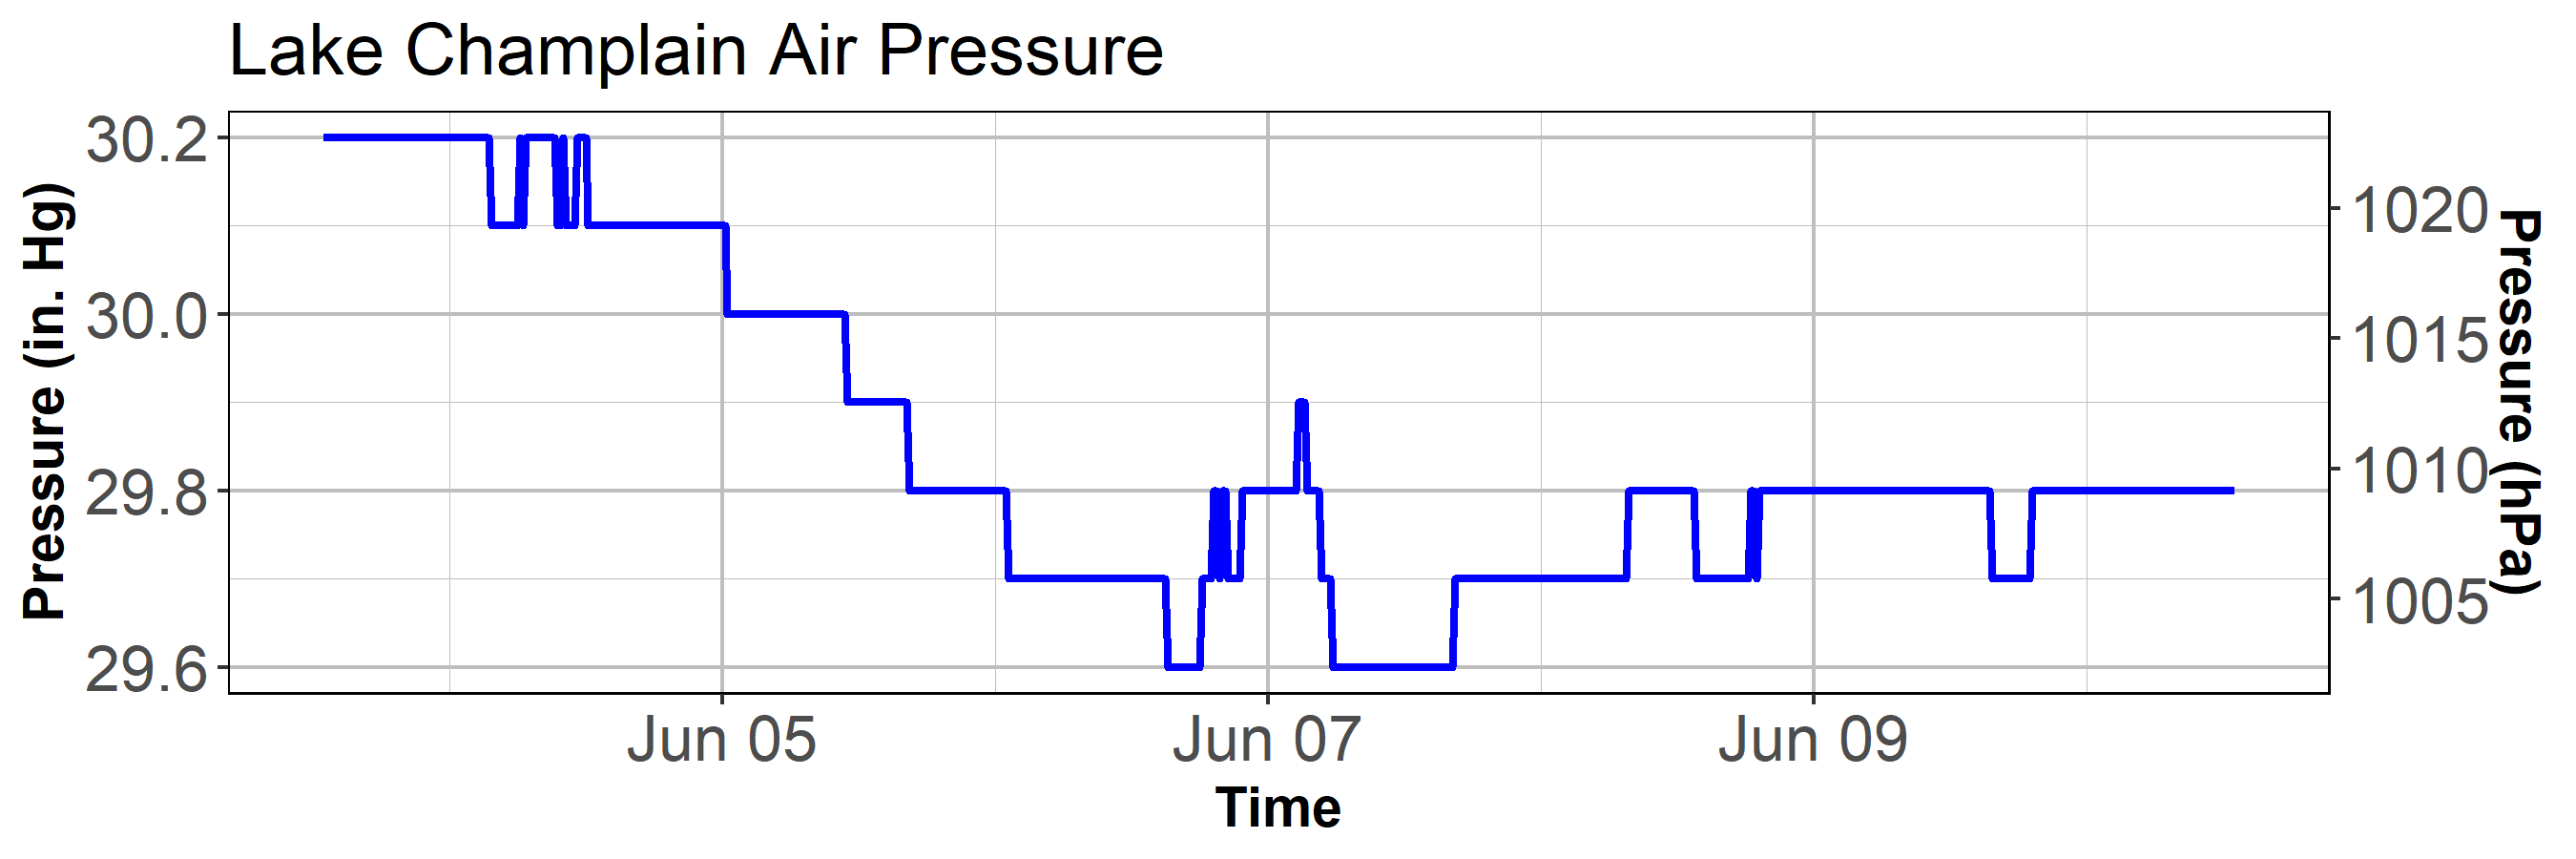 Lake Champlain Air Pressure
Pressure (in. Hg)
30.2
30.0
29.8
29.6
1020
1015
1010
1005
Pressure (hPa)
Jun 05
Jun 07
Jun 09
Time